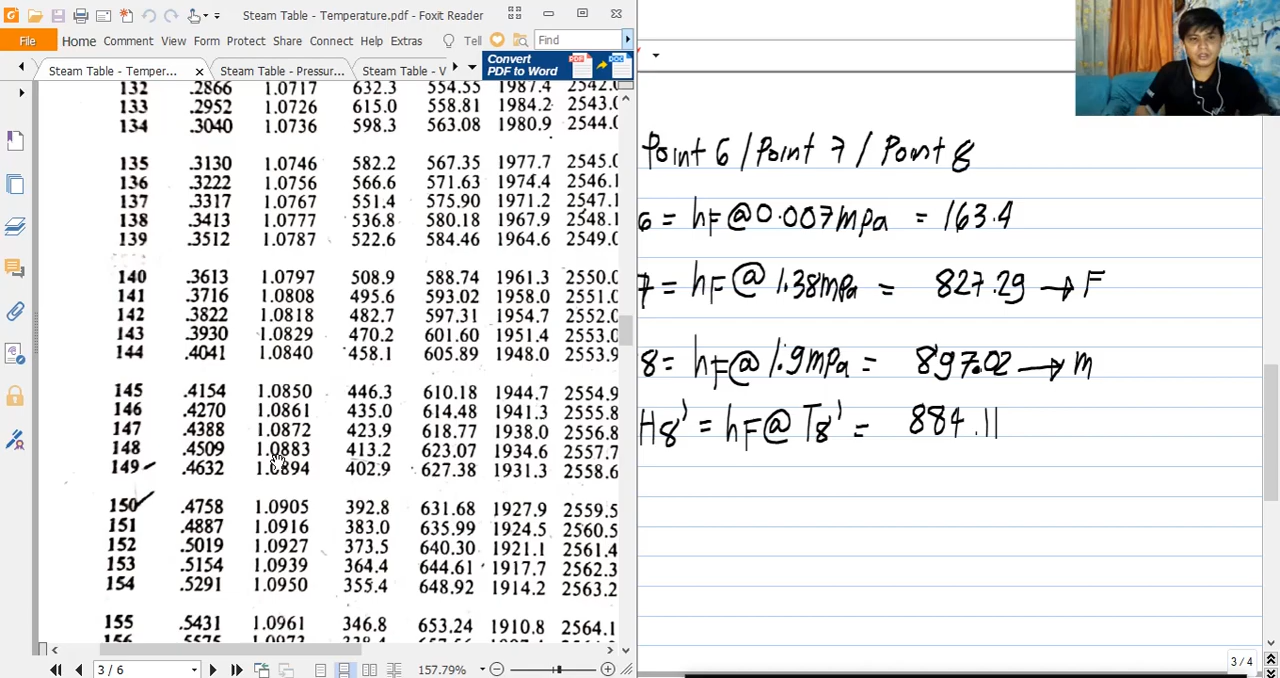 Steam Table - Temperature.pdf - Foxit Reader
File Home Comment View Form Protect Share Connect Help Extras Tell Find
Convert
PDF to Word
Steam Table - Temper... Steam Table - Pressur... Steam Table - V
132 .2866 1.0717 632.3 554.55 1987.4 2542.0
133 .2952 1.0726 615.0 558.81 1984.2 2543.0
134 .3040 1.0736 598.3 563.08 1980.9 2544.0
135 .3130 1.0746 582.2 567.35 1977.7 2545.0
136 .3222 1.0756 566.6 571.63 1974.4 2546.1
137 .3317 1.0767 551.4 575.90 1971.2 2547.1
138 .3413 1.0777 536.8 580.18 1967.9 2548.1
139 .3512 1.0787 522.6 584.46 1964.6 2549.0
140 .3613 1.0797 508.9 588.74 1961.3 2550.0
141 .3716 1.0808 495.6 593.02 1958.0 2551.0
142 .3822 1.0818 482.7 597.31 1954.7 2552.0
143 .3930 1.0829 470.2 601.60 1951.4 2553.0
144 .4041 1.0840 458.1 605.89 1948.0 2553.9
145 .4154 1.0850 446.3 610.18 1944.7 2554.9
146 .4270 1.0861 435.0 614.48 1941.3 2555.8
147 .4388 1.0872 423.9 618.77 1938.0 2556.8
148 .4509 1.0883 413.2 623.07 1934.6 2557.7
149 .4632 1.0894 402.9 627.38 1931.3 2558.6
150 .4758 1.0905 392.8 631.68 1927.9 2559.5
151 .4887 1.0916 383.0 635.99 1924.5 2560.5
152 .5019 1.0927 373.5 640.30 1921.1 2561.4
153 .5154 1.0939 364.4 644.61 1917.7 2562.3
154 .5291 1.0950 355.4 648.92 1914.2 2563.2
155 .5431 1.0961 346.8 653.24 1910.8 2564.1
3 / 6 157.79%
Point 6 / Point 7 / Point 8
6 = hF@0.007mpa = 163.4
7 = hF@ 1.38mpa = 827.29 → F
8 = hF@ 1.9mpa = 897.02 → m
H8' = hF@ T8' = 884.11
3 / 4